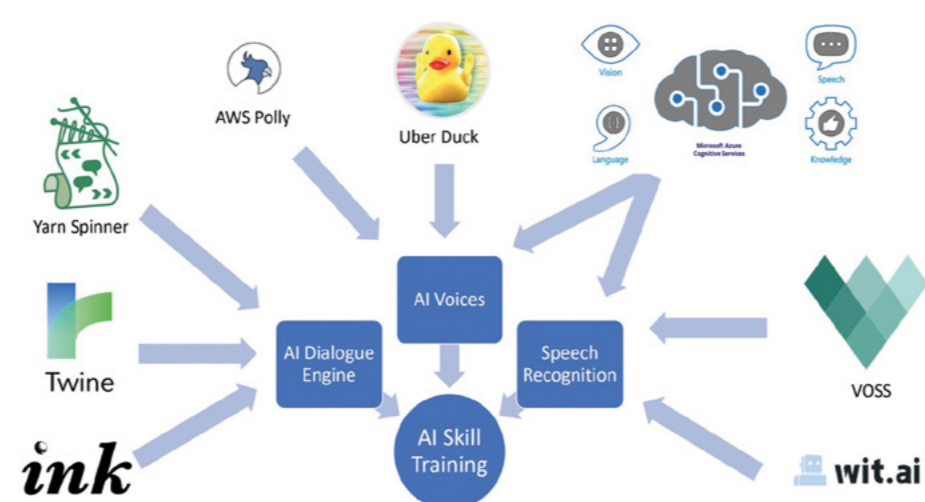 AWS Polly
Uber Duck
Vision
Speech
Language
Microsoft Azure
Cognitive Services
Knowledge
Yarn Spinner
AI Voices
Twine
AI Dialogue
Engine
Speech
Recognition
VOSS
ink
AI Skill
Training
wit.ai